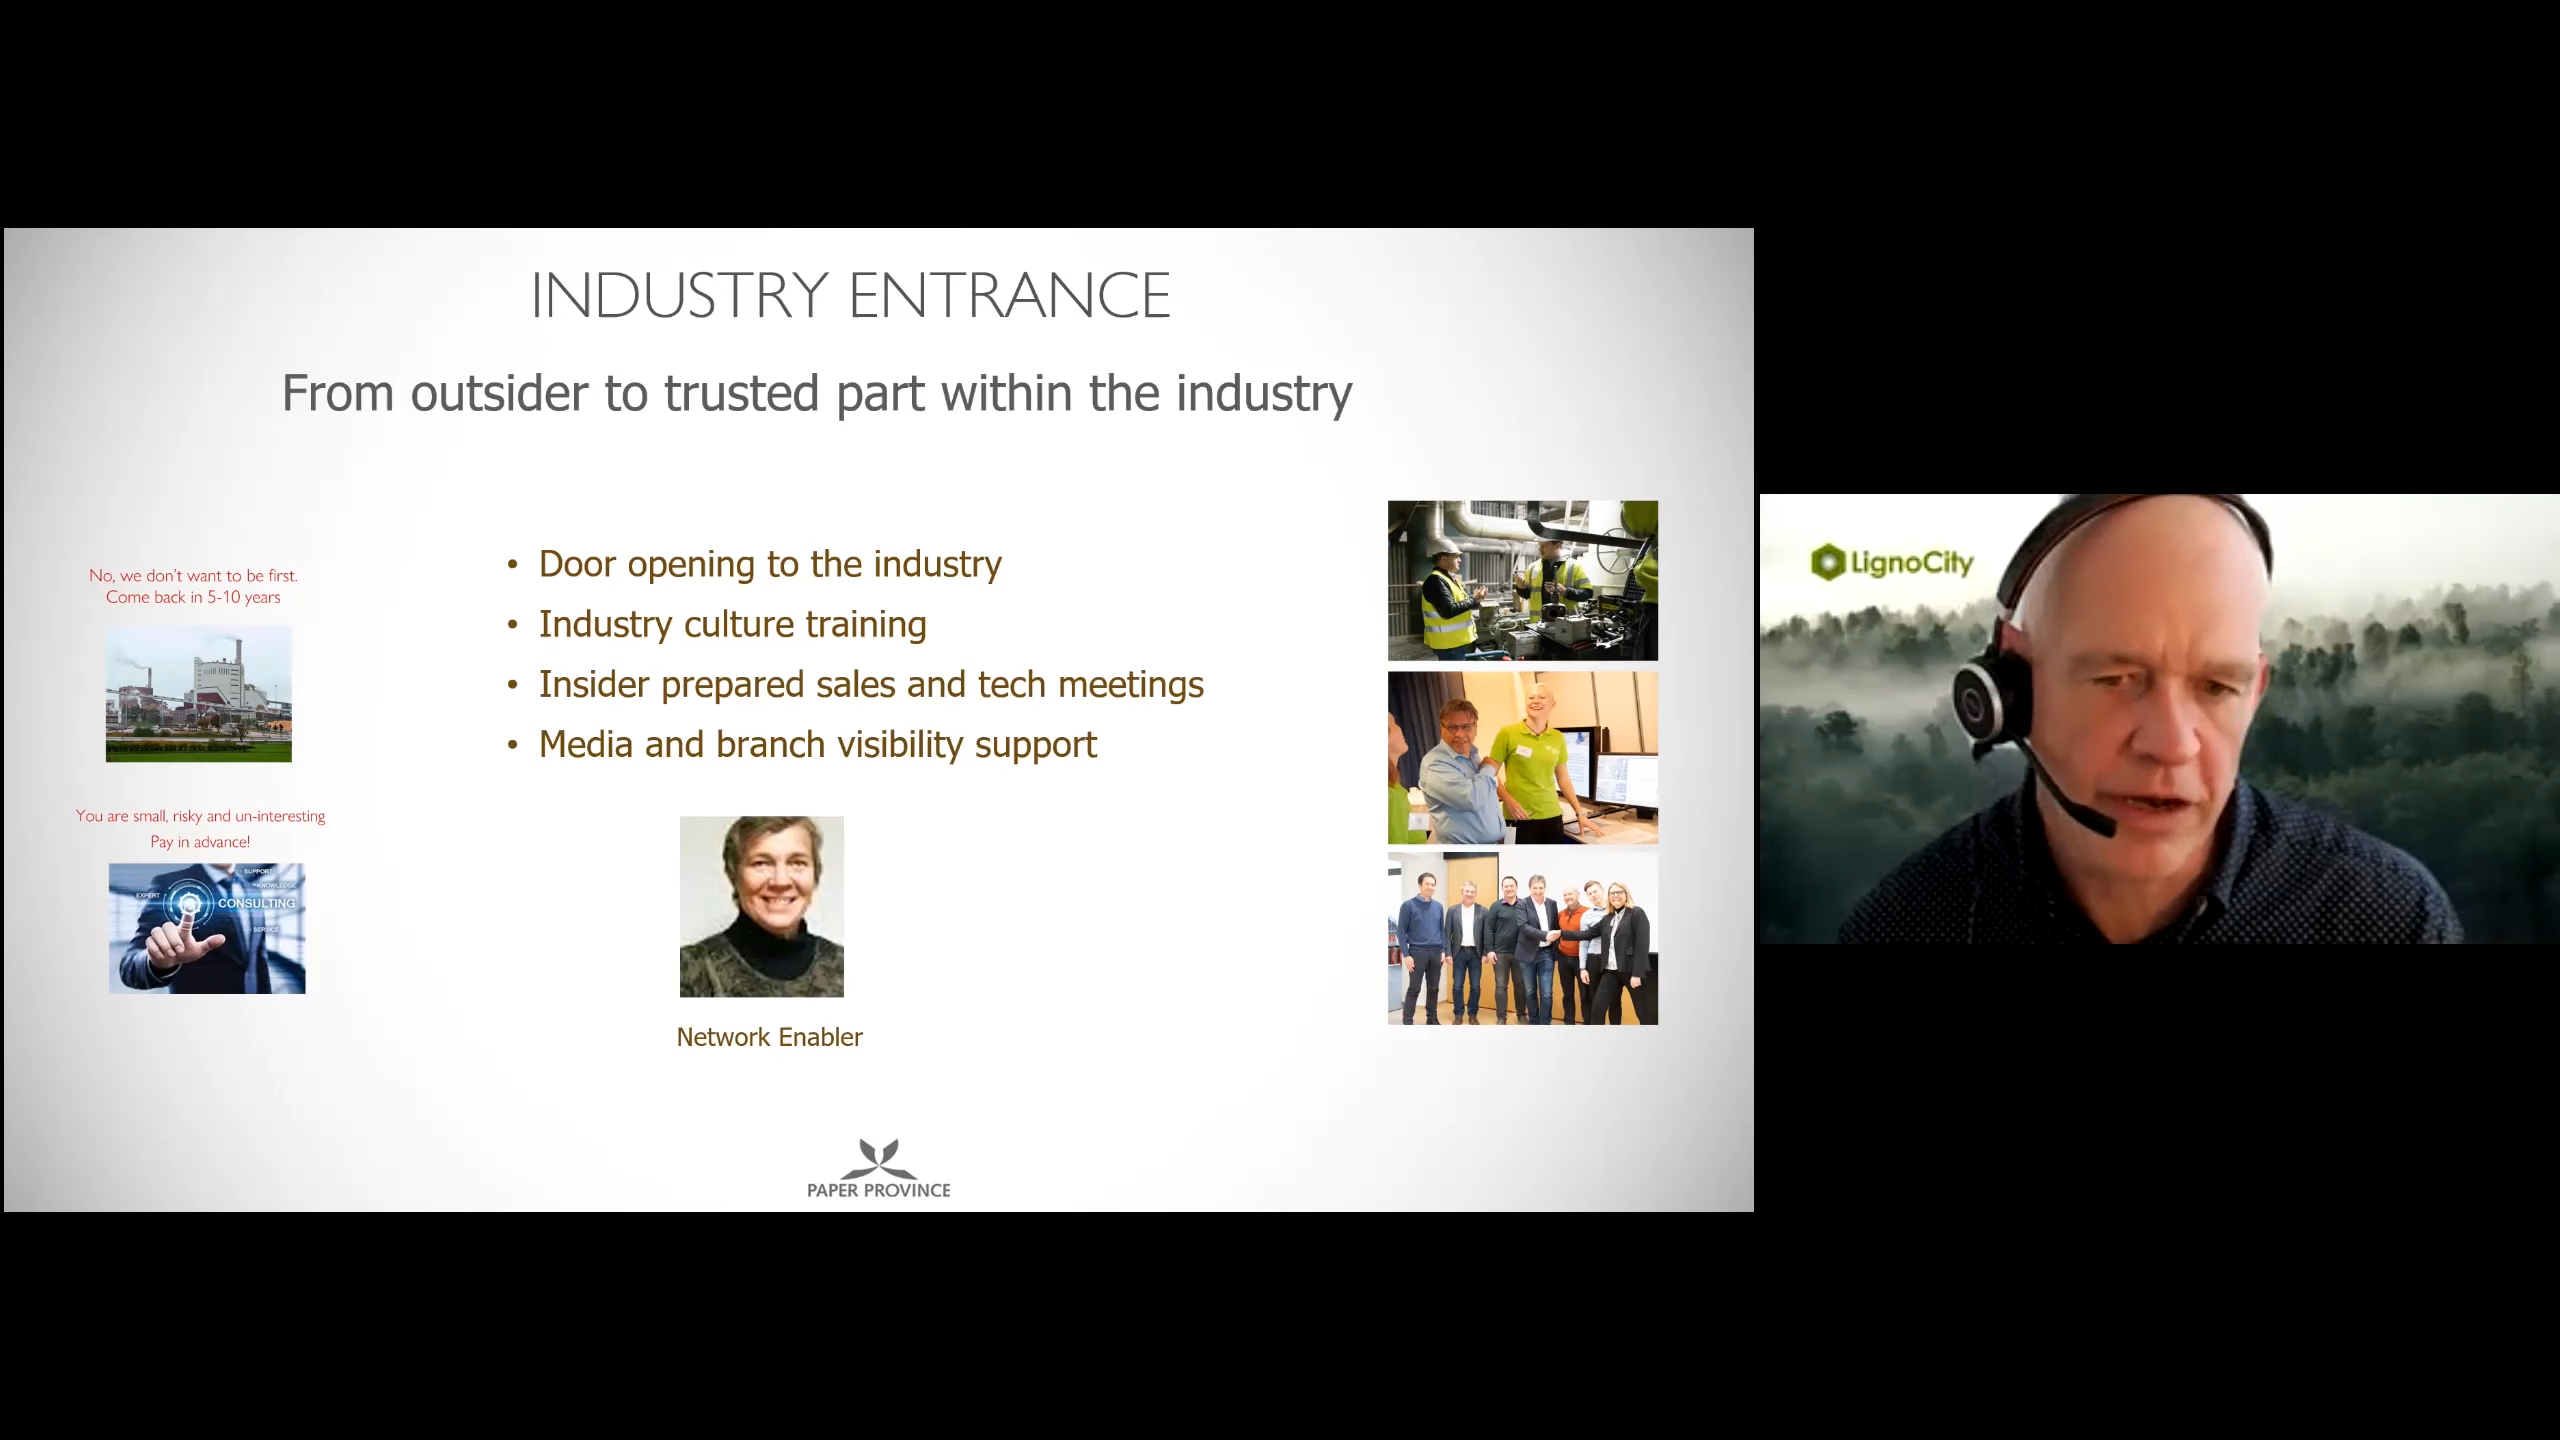 INDUSTRY ENTRANCE
From outsider to trusted part within the industry
No, we don't want to be first.
Come back in 5-10 years
You are small, risky and un-interesting
Pay in advance!
SUPPORT
EXPERT
KNOWLEDGE
CONSULTING
SERVICE
• Door opening to the industry
• Industry culture training
• Insider prepared sales and tech meetings
• Media and branch visibility support
Network Enabler
PAPER PROVINCE
LignoCity